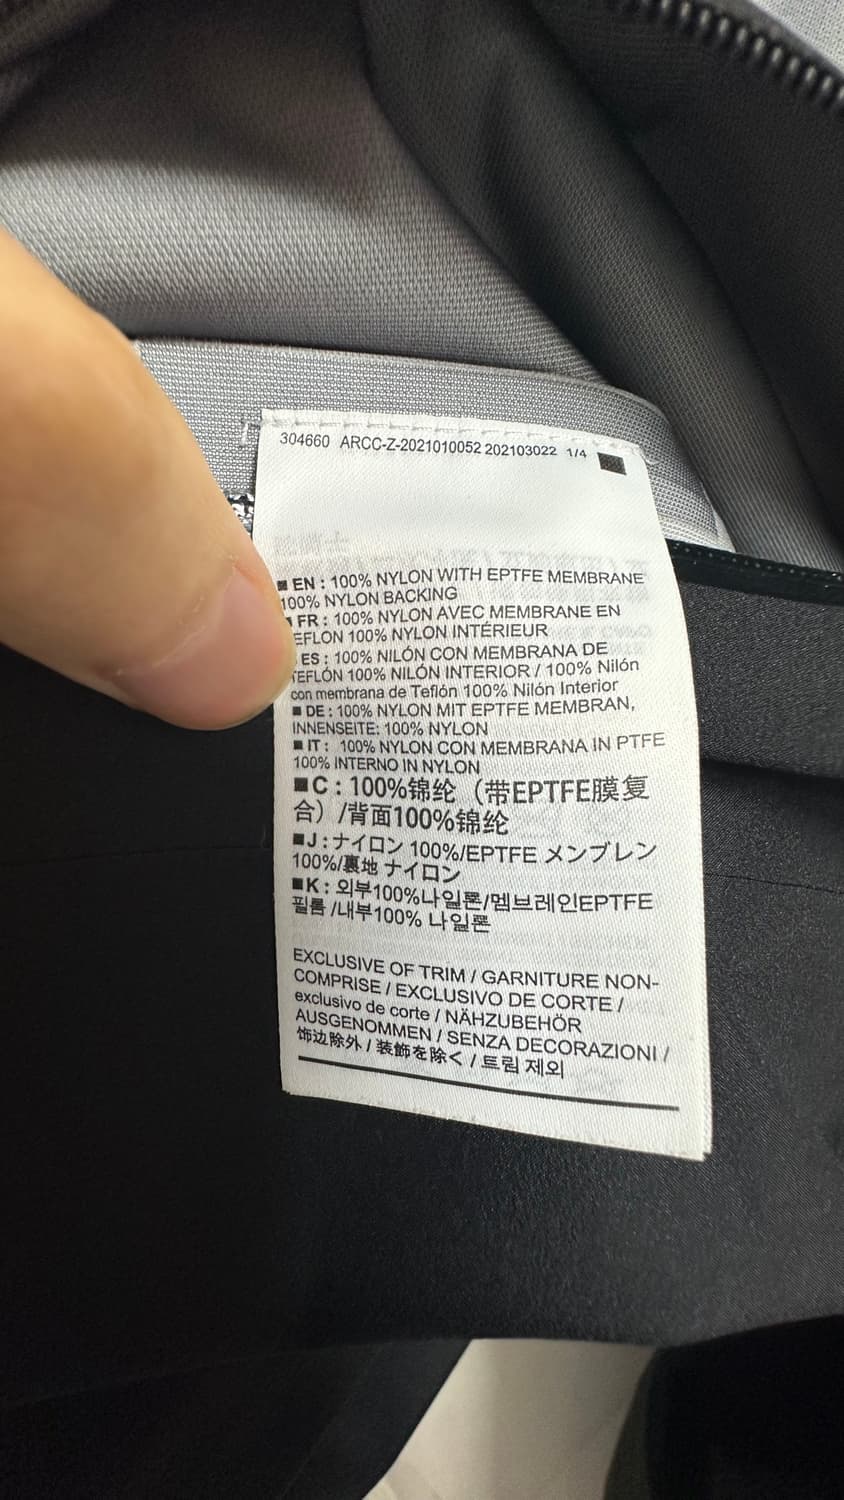 304660 ARCC-Z-2021010052 202103022 1/4
■ EN : 100% NYLON WITH EPTFE MEMBRANE
100% NYLON BACKING
FR : 100% NYLON AVEC MEMBRANE EN
EFLON 100% NYLON INTÉRIEUR
ES : 100% NILÓN CON MEMBRANA DE
TEFLÓN 100% NILÓN INTERIOR / 100% Nilón
con membrana de Teflón 100% Nilón Interior
■ DE : 100% NYLON MIT EPTFE MEMBRAN,
INNENSEITE: 100% NYLON
■ IT : 100% NYLON CON MEMBRANA IN PTFE
100% INTERNO IN NYLON
■C : 100%锦纶（带EPTFE膜复
合）/背面100%锦纶
■J : ナイロン 100%/EPTFE メンブレン
100%/裏地 ナイロン
■K : 외부100%나일론/멤브레인EPTFE
필름 /내부100% 나일론
EXCLUSIVE OF TRIM / GARNITURE NON-
COMPRISE / EXCLUSIVO DE CORTE /
exclusivo de corte / NÄHZUBEHÖR
AUSGENOMMEN / SENZA DECORAZIONI /
饰边除外 / 装飾を除く / 트림 제외